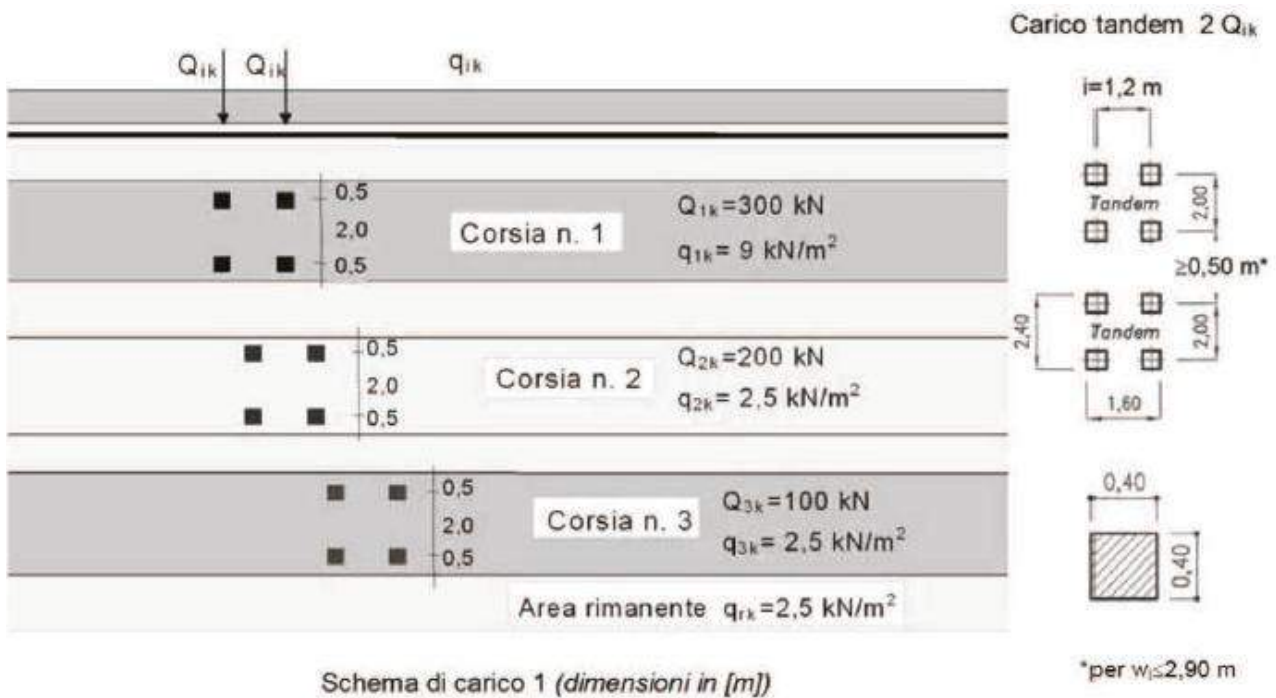 Carico tandem 2 Qik
Qik Qik qik
i=1,2 m
0,5
2,0
0,5
Corsia n. 1
Q1k=300 kN
q1k= 9 kN/m²
Tandem
2,00
≥0,50 m*
0,5
2,0
0,5
Corsia n. 2
Q2k=200 kN
q2k= 2,5 kN/m²
2,40
Tandem
2,00
1,60
0,5
2,0
0,5
Corsia n. 3
Q3k=100 kN
q3k= 2,5 kN/m²
0,40
0,40
Area rimanente qrk=2,5 kN/m²
Schema di carico 1 (dimensioni in [m])
*per wl≤2,90 m